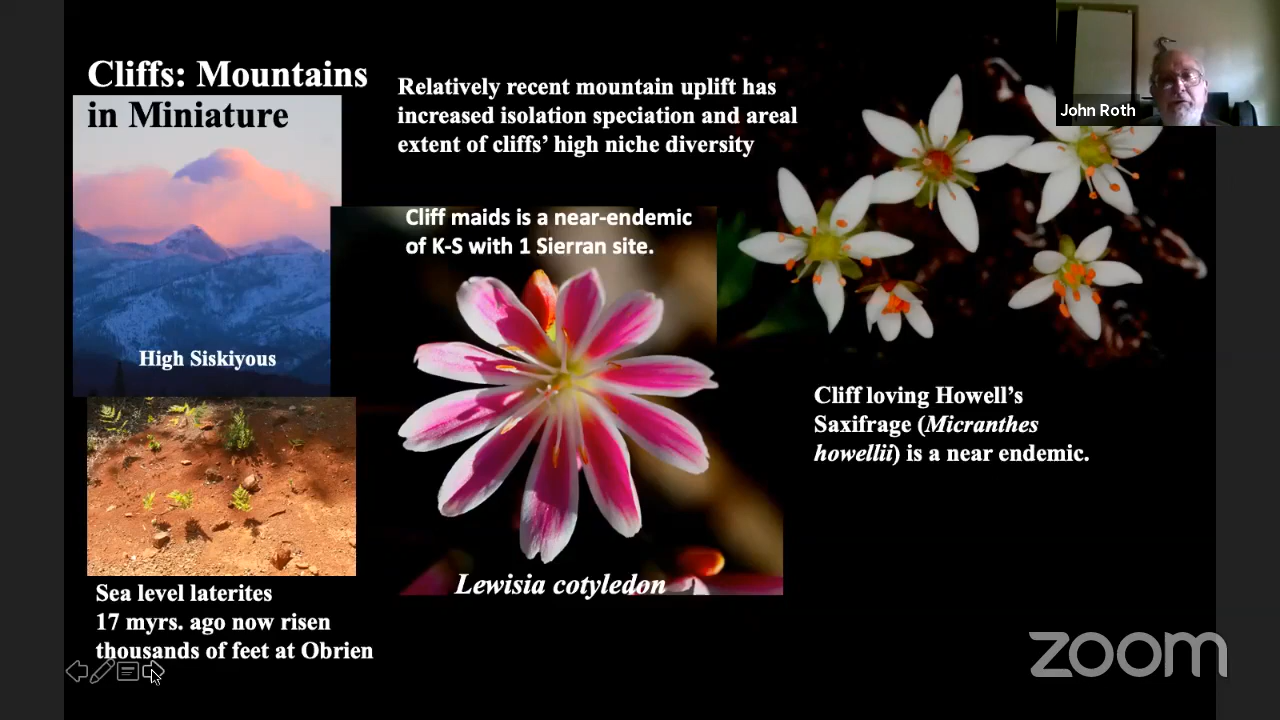 Cliffs: Mountains
in Miniature
Relatively recent mountain uplift has
increased isolation speciation and areal
extent of cliffs’ high niche diversity
John Roth
Cliff maids is a near-endemic
of K-S with 1 Sierran site.
High Siskiyous
Cliff loving Howell’s
Saxifrage (Micranthes
howellii) is a near endemic.
Lewisia cotyledon
Sea level laterites
17 myrs. ago now risen
thousands of feet at Obrien
zoom